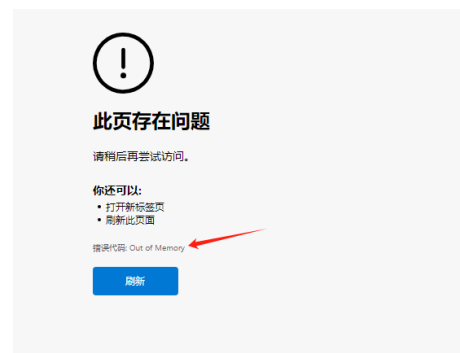 此页存在问题
请稍后再尝试访问。
你还可以:
• 打开新标签页
• 刷新此页面
错误代码: Out of Memory
刷新